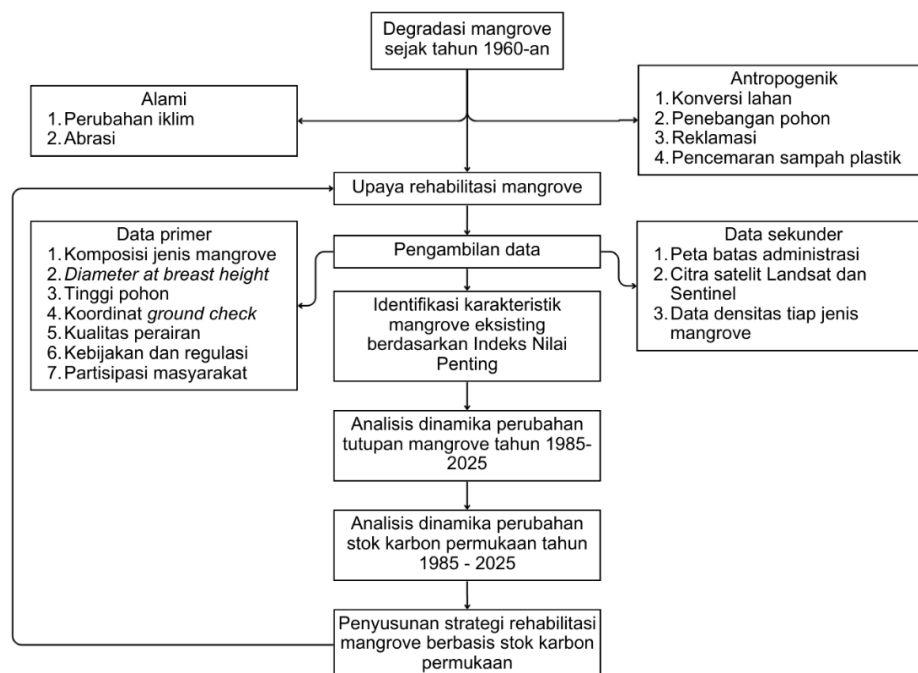 Degradasi mangrove
sejak tahun 1960-an
Alami
1. Perubahan iklim
2. Abrasi
Antropogenik
1. Konversi lahan
2. Penebangan pohon
3. Reklamasi
4. Pencemaran sampah plastik
Upaya rehabilitasi mangrove
Pengambilan data
Data primer
1. Komposisi jenis mangrove
2. Diameter at breast height
3. Tinggi pohon
4. Koordinat ground check
5. Kualitas perairan
6. Kebijakan dan regulasi
7. Partisipasi masyarakat
Data sekunder
1. Peta batas administrasi
2. Citra satelit Landsat dan
Sentinel
3. Data densitas tiap jenis
mangrove
Identifikasi karakteristik
mangrove eksisting
berdasarkan Indeks Nilai
Penting
Analisis dinamika perubahan
tutupan mangrove tahun 1985-
2025
Analisis dinamika perubahan
stok karbon permukaan tahun
1985 - 2025
Penyusunan strategi rehabilitasi
mangrove berbasis stok karbon
permukaan